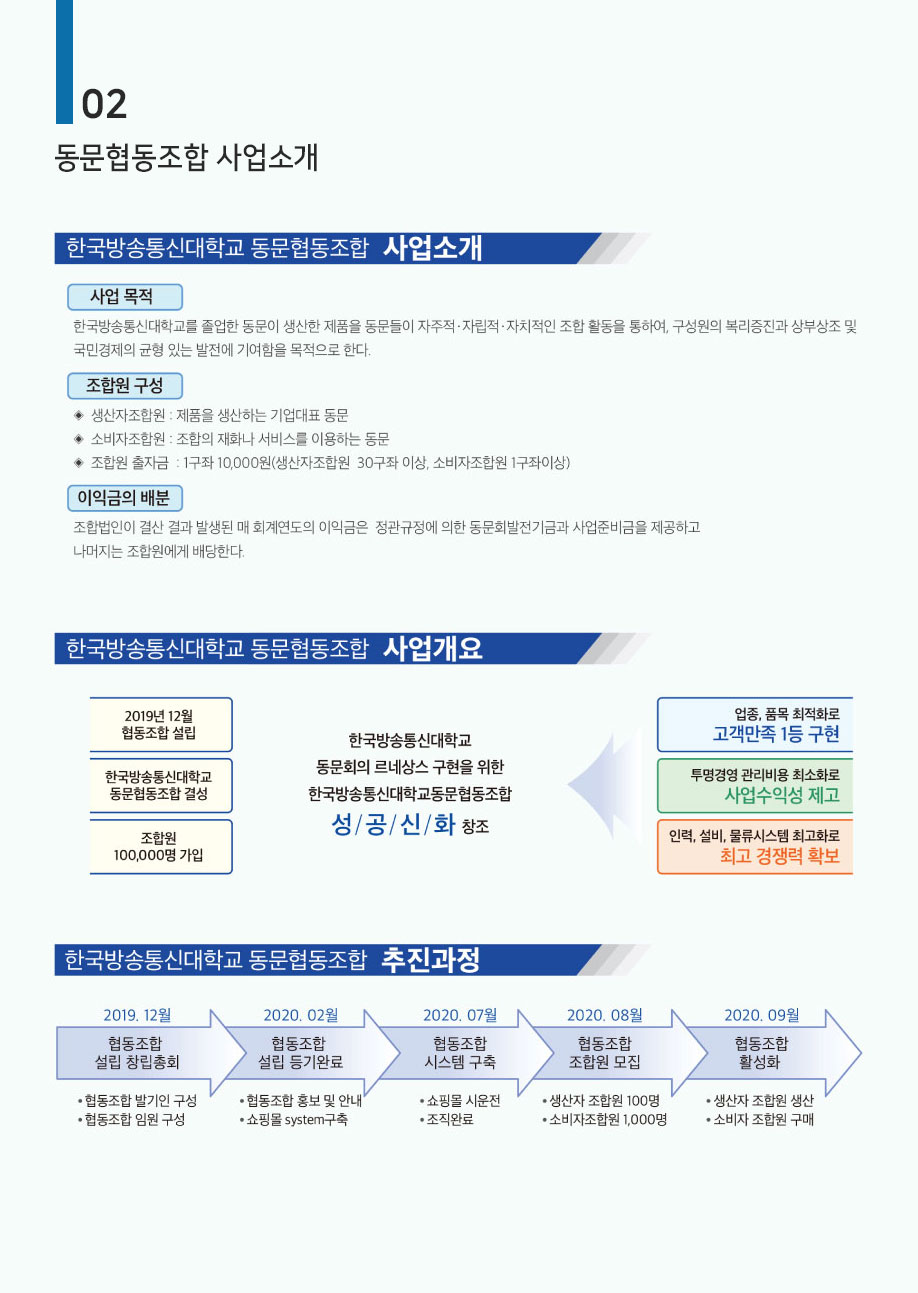 02
동문협동조합 사업소개
한국방송통신대학교 동문협동조합 사업소개
사업 목적
한국방송통신대학교를 졸업한 동문이 생산한 제품을 동문들이 자주적·자립적·자치적인 조합 활동을 통하여, 구성원의 복리증진과 상부상조 및
국민경제의 균형 있는 발전에 기여함을 목적으로 한다.
조합원 구성
◈ 생산자조합원 : 제품을 생산하는 기업대표 동문
◈ 소비자조합원 : 조합의 재화나 서비스를 이용하는 동문
◈ 조합원 출자금 : 1구좌 10,000원(생산자조합원 30구좌 이상, 소비자조합원 1구좌이상)
이익금의 배분
조합법인이 결산 결과 발생된 매 회계연도의 이익금은 정관규정에 의한 동문회발전기금과 사업준비금을 제공하고
나머지는 조합원에게 배당한다.
한국방송통신대학교 동문협동조합 사업개요
2019년 12월
협동조합 설립
한국방송통신대학교
동문협동조합 결성
조합원
100,000명 가입
한국방송통신대학교
동문회의 르네상스 구현을 위한
한국방송통신대학교동문협동조합
성/공/신/화 창조
업종, 품목 최적화로
고객만족 1등 구현
투명경영 관리비용 최소화로
사업수익성 제고
인력, 설비, 물류시스템 최고화로
최고 경쟁력 확보
한국방송통신대학교 동문협동조합 추진과정
2019. 12월
협동조합
설립 창립총회
• 협동조합 발기인 구성
• 협동조합 임원 구성
2020. 02월
협동조합
설립 등기완료
• 협동조합 홍보 및 안내
• 쇼핑몰 system구축
2020. 07월
협동조합
시스템 구축
• 쇼핑몰 시운전
• 조직완료
2020. 08월
협동조합
조합원 모집
• 생산자 조합원 100명
• 소비자조합원 1,000명
2020. 09월
협동조합
활성화
• 생산자 조합원 생산
• 소비자 조합원 구매